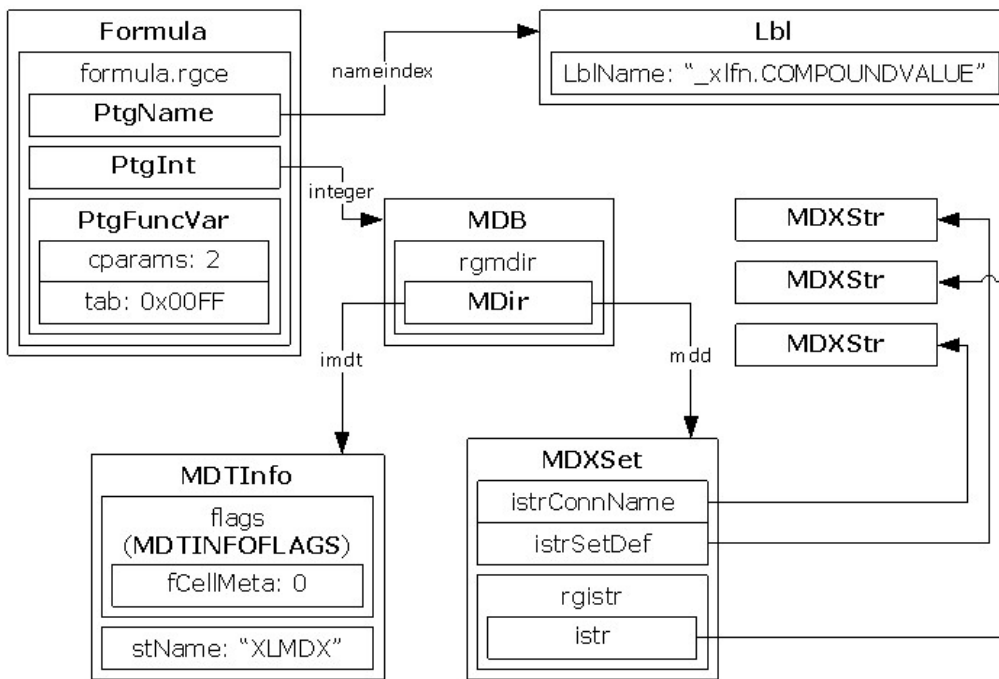 Formula
formula.rgce
PtgName
PtgInt
PtgFuncVar
cparams: 2
tab: 0x00FF
nameindex
Lbl
LblName: “_xlfn.COMPOUNDVALUE”
integer
MDB
rgmdir
MDir
MDXStr
MDXStr
MDXStr
imdt
mdd
MDTInfo
flags
(MDTINFOFLAGS)
fCellMeta: 0
stName: “XLMDX”
MDXSet
istrConnName
istrSetDef
rgistr
istr